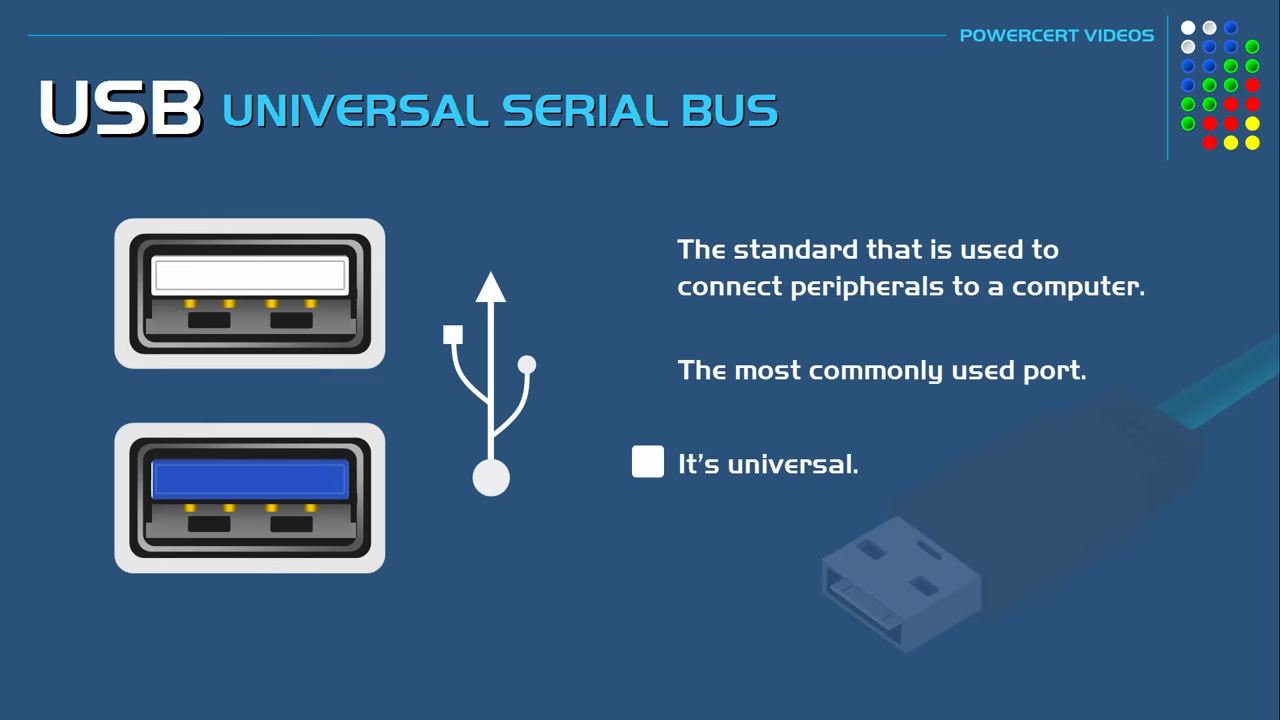 POWERCERT VIDEOS
USB UNIVERSAL SERIAL BUS
The standard that is used to
connect peripherals to a computer.
The most commonly used port.
It's universal.